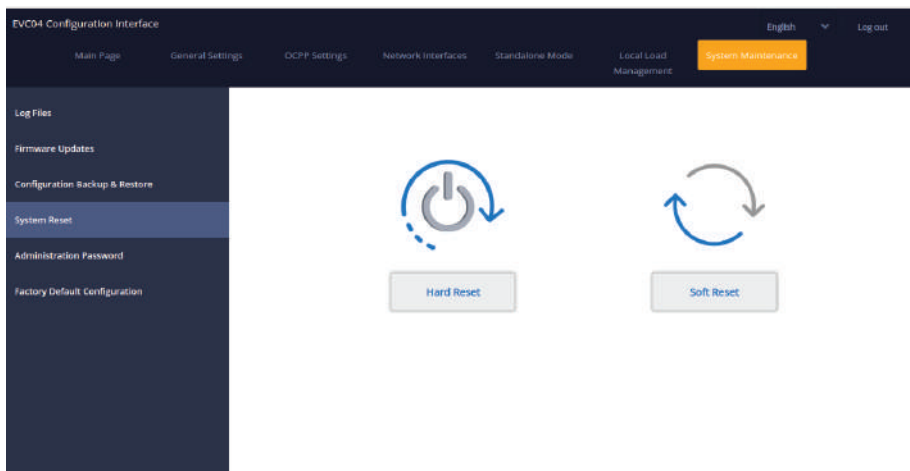 EVC04 Configuration Interface
English
Log out
Main Page
General Settings
OCPP Settings
Network Interfaces
Standalone Mode
Local Load
Management
System Maintenance
Log Files
Firmware Updates
Configuration Backup & Restore
System Reset
Administration Password
Factory Default Configuration
Hard Reset
Soft Reset